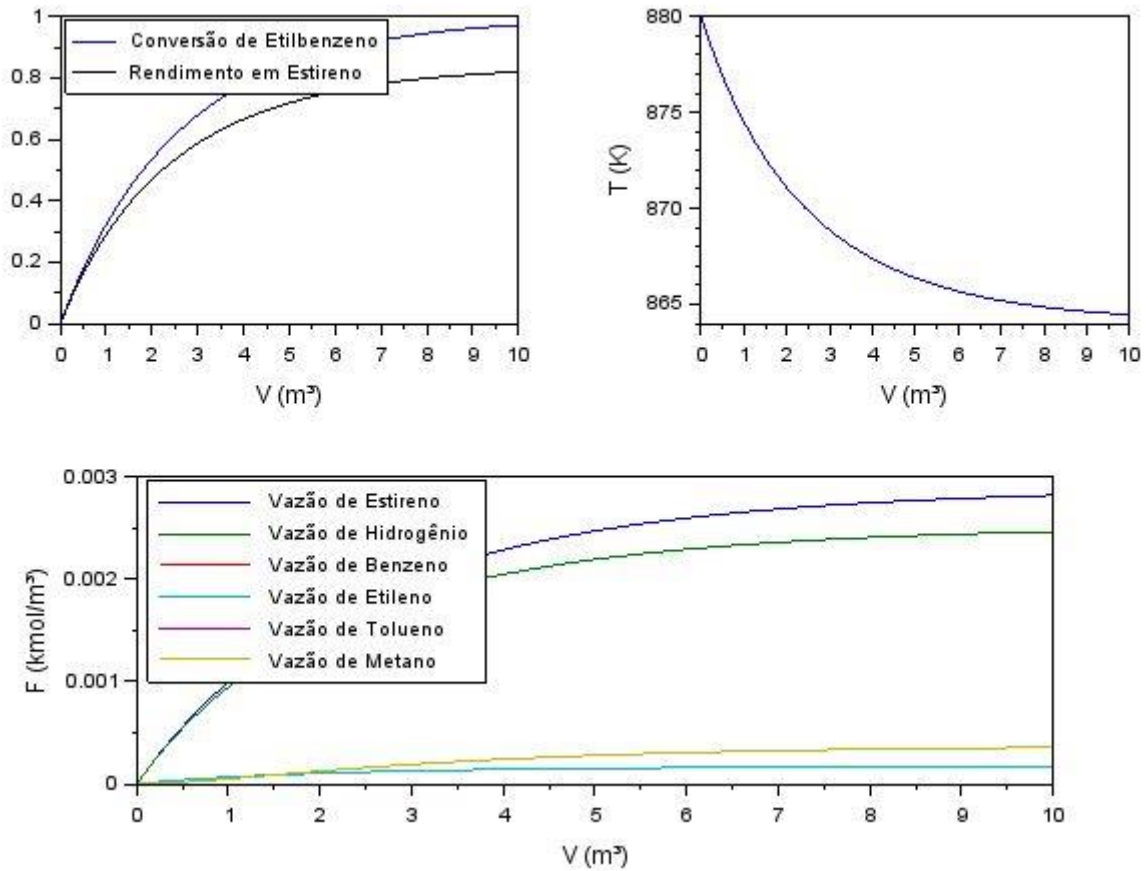 1
0.8
0.6
0.4
0.2
0
Conversão de Etilbenzeno
Rendimento em Estireno
0 1 2 3 4 5 6 7 8 9 10
V (m³)
880
875
870
865
T (K)
0 1 2 3 4 5 6 7 8 9 10
V (m³)
0.003
0.002
0.001
0
F (kmol/m³)
Vazão de Estireno
Vazão de Hidrogênio
Vazão de Benzeno
Vazão de Etileno
Vazão de Tolueno
Vazão de Metano
0 1 2 3 4 5 6 7 8 9 10
V (m³)